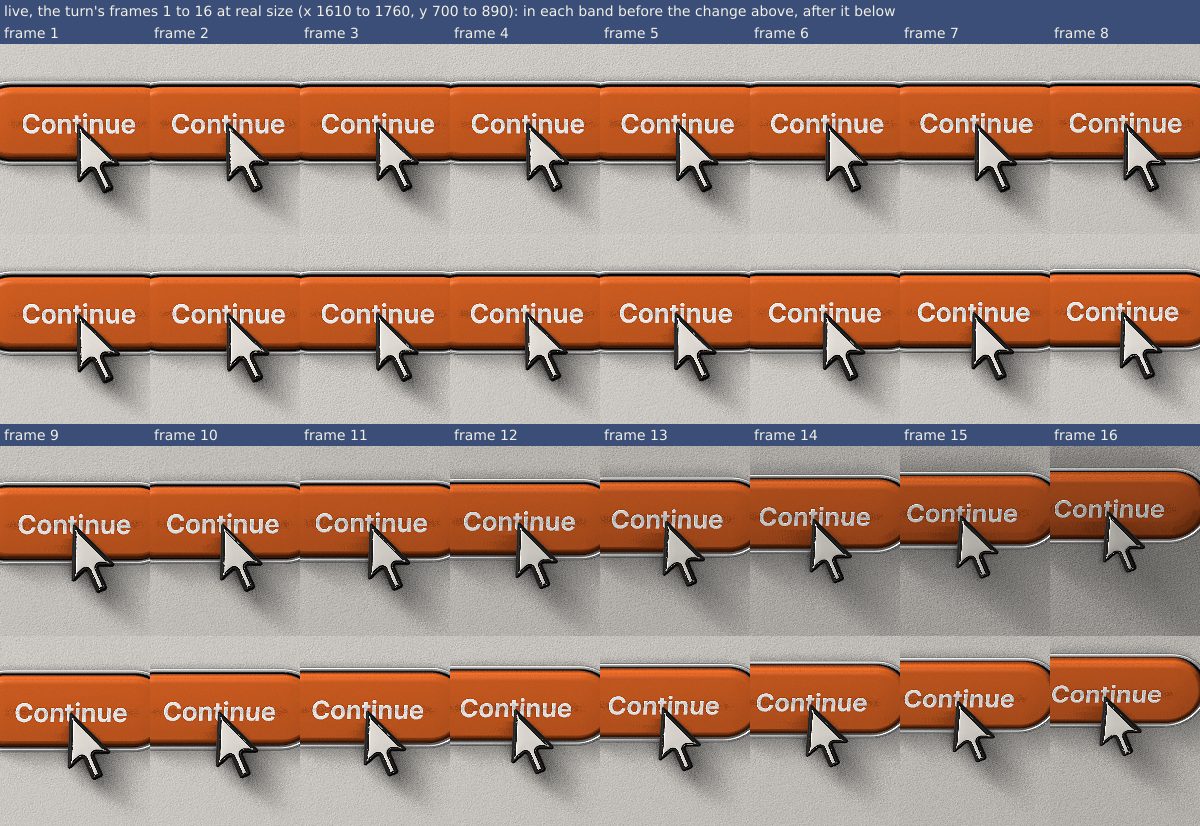 live, the turn's frames 1 to 16 at real size (x 1610 to 1760, y 700 to 890): in each band before the change above, after it below
frame 1 frame 2 frame 3 frame 4 frame 5 frame 6 frame 7 frame 8
Continue Continue Continue Continue Continue Continue Continue Continue
Continue Continue Continue Continue Continue Continue Continue Continue
frame 9 frame 10 frame 11 frame 12 frame 13 frame 14 frame 15 frame 16
Continue Continue Continue Continue Continue Continue Continue Continue
Continue Continue Continue Continue Continue Continue Continue Continue